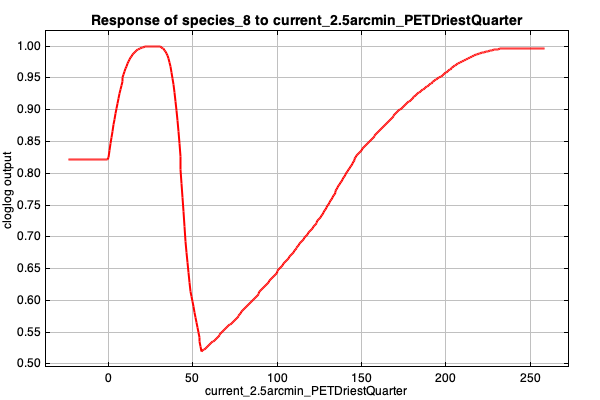 Response of species_8 to current_2.5arcmin_PETDriestQuarter
1.00
0.95
0.90
0.85
0.80
0.75
0.70
0.65
0.60
0.55
0.50
cloglog output
0 50 100 150 200 250
current_2.5arcmin_PETDriestQuarter